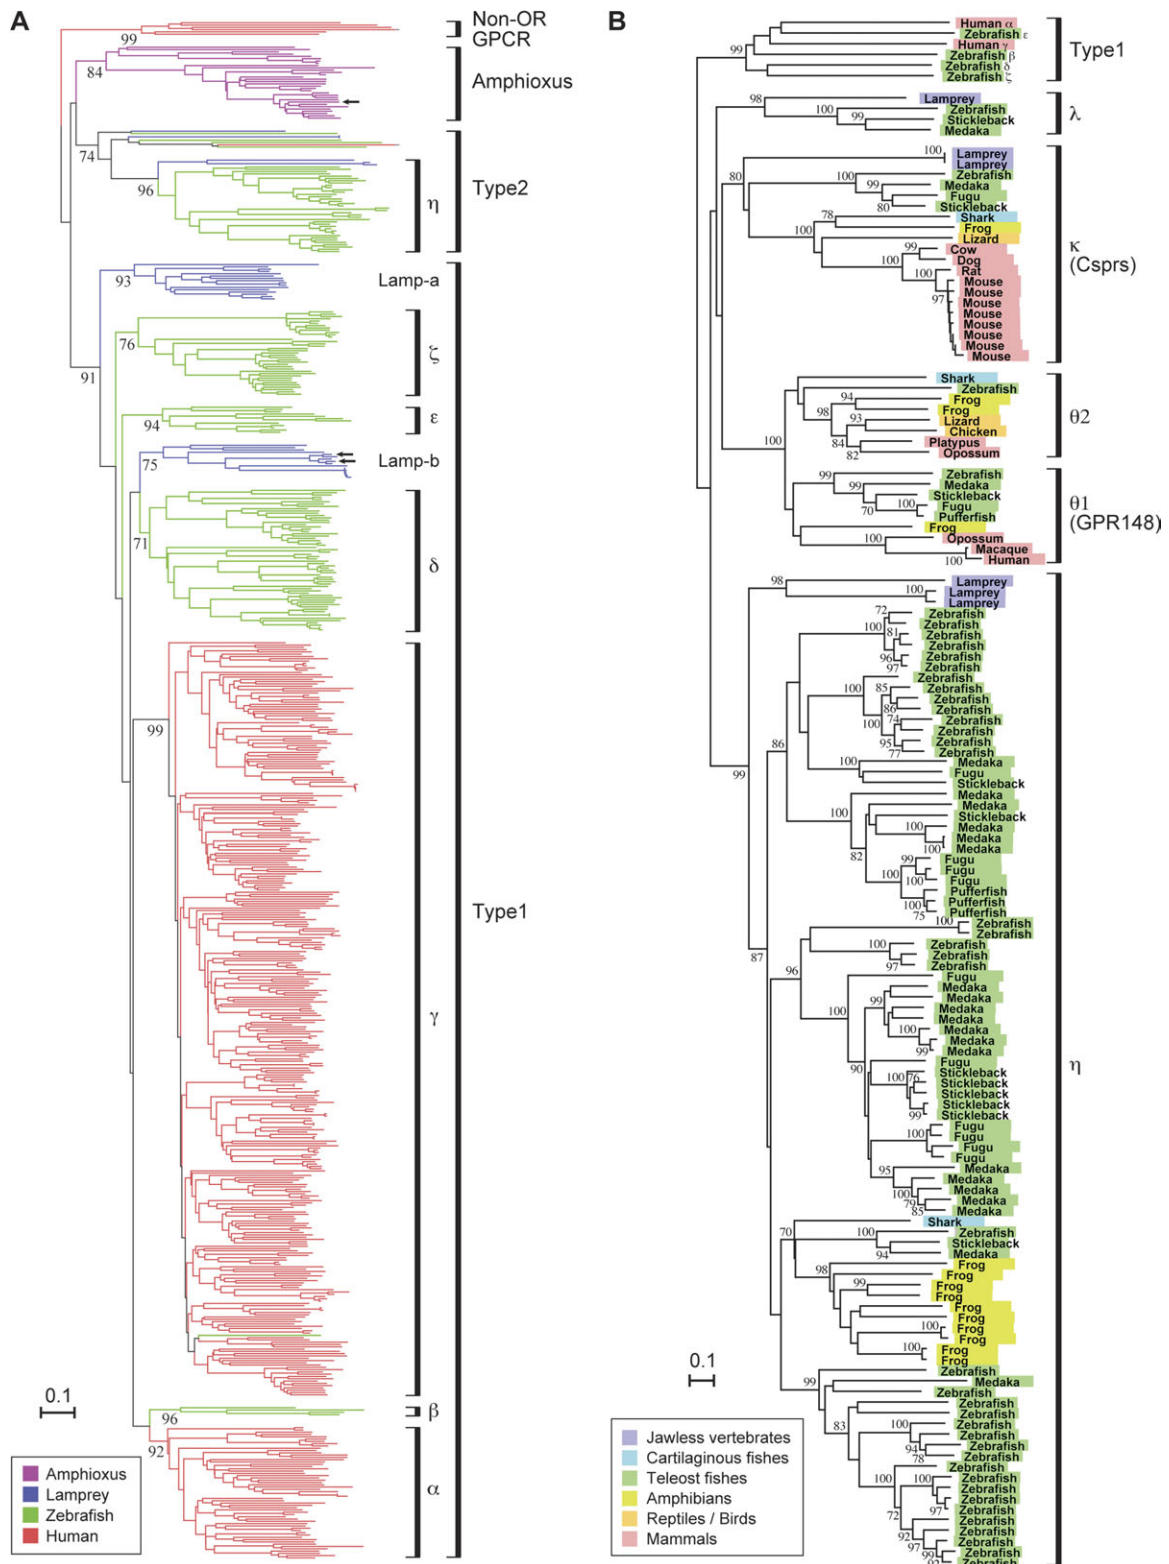 A
Non-OR
GPCR
99
84
Amphioxus
74
96
η
Type2
93
Lamp-a
76
ζ
91
94
ε
75
Lamp-b
71
δ
99
γ
Type1
96
β
92
α
0.1
Amphioxus
Lamprey
Zebrafish
Human
B
Human α
Zebrafish ε
Human γ
Zebrafish β
Zebrafish δ
Zebrafish ζ
99
Type1
98
Lamprey
100
Zebrafish
99
Stickleback
Medaka
λ
100
Lamprey
Lamprey
80
100
Zebrafish
99
Medaka
Fugu
80
Stickleback
78
Shark
100
Frog
Lizard
99
Cow
100
Dog
100
Rat
Mouse
97
Mouse
Mouse
Mouse
Mouse
Mouse
Mouse
Mouse
κ
(Csprs)
Shark
Zebrafish
94
Frog
98
Frog
93
Lizard
Chicken
84
Platypus
82
Opossum
θ2
100
99
Zebrafish
99
Medaka
Stickleback
70
100
Fugu
Pufferfish
Frog
100
Opossum
Macaque
100
Human
θ1
(GPR148)
98
Lamprey
100
Lamprey
Lamprey
72
Zebrafish
100
Zebrafish
81
Zebrafish
Zebrafish
96
Zebrafish
97
Zebrafish
100
Zebrafish
85
Zebrafish
86
Zebrafish
100
74
Zebrafish
Zebrafish
95
Zebrafish
77
Zebrafish
86
99
100
Medaka
Fugu
Stickleback
Medaka
100
Medaka
Stickleback
100
Medaka
Medaka
100
Medaka
82
99
Fugu
100
Fugu
100
Fugu
Pufferfish
100
Pufferfish
75
Pufferfish
100
Zebrafish
Zebrafish
87
96
100
Zebrafish
Zebrafish
97
Zebrafish
Fugu
99
Medaka
Medaka
100
Medaka
Medaka
100
Medaka
Medaka
99
Medaka
90
Fugu
100
76
Stickleback
Stickleback
Stickleback
Stickleback
99
Stickleback
100
Fugu
Fugu
Fugu
Fugu
95
Medaka
Medaka
100
Medaka
79
Medaka
85
Medaka
η
Shark
70
100
Zebrafish
Stickleback
94
Medaka
98
Frog
Frog
99
Frog
Frog
Frog
Frog
100
Frog
Frog
100
Frog
Frog
Zebrafish
99
Medaka
Zebrafish
83
Zebrafish
Zebrafish
100
Zebrafish
Zebrafish
94
Zebrafish
78
Zebrafish
Zebrafish
100
100
Zebrafish
Zebrafish
97
Zebrafish
72
Zebrafish
92
Zebrafish
97
Zebrafish
99
Zebrafish
92
Zebrafish
0.1
Jawless vertebrates
Cartilaginous fishes
Teleost fishes
Amphibians
Reptiles / Birds
Mammals